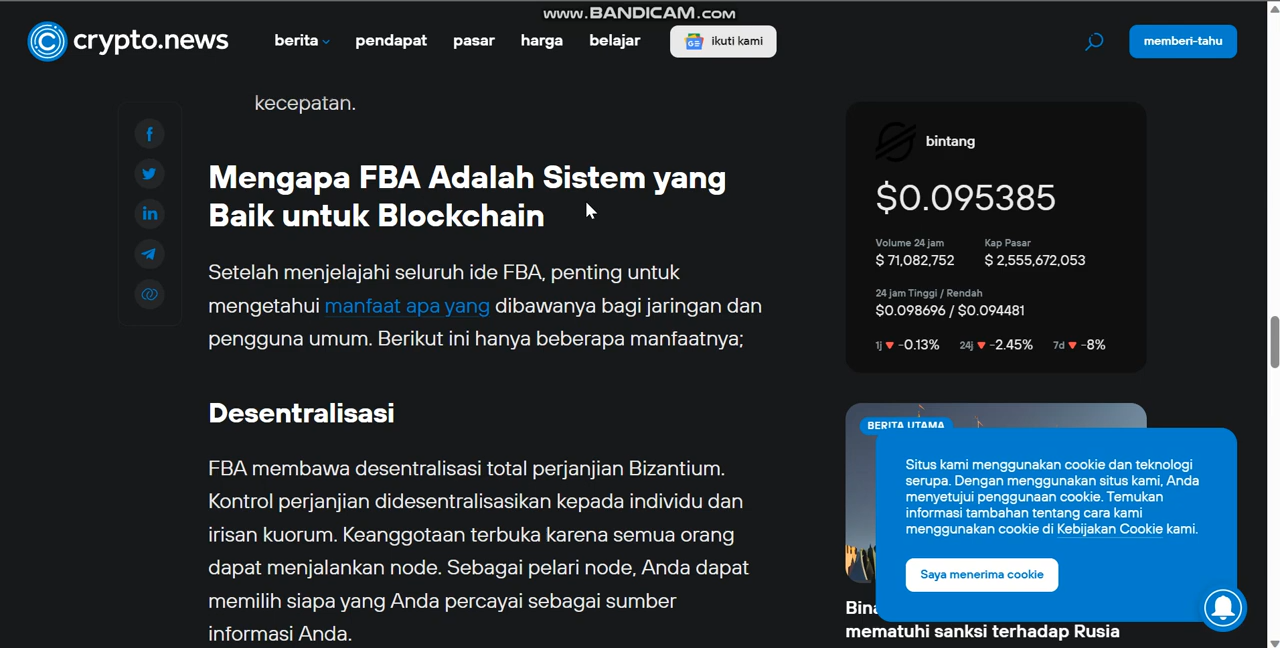 www.BANDICAM.com
crypto.news
berita
pendapat
pasar
harga
belajar
ikuti kami
memberi-tahu
kecepatan.
Mengapa FBA Adalah Sistem yang
Baik untuk Blockchain
Setelah menjelajahi seluruh ide FBA, penting untuk
mengetahui manfaat apa yang dibawanya bagi jaringan dan
pengguna umum. Berikut ini hanya beberapa manfaatnya;
Desentralisasi
FBA membawa desentralisasi total perjanjian Bizantium.
Kontrol perjanjian didesentralisasikan kepada individu dan
irisan kuorum. Keanggotaan terbuka karena semua orang
dapat menjalankan node. Sebagai pelari node, Anda dapat
memilih siapa yang Anda percayai sebagai sumber
informasi Anda.
bintang
$0.095385
Volume 24 jam
Kap Pasar
$ 71,082,752
$ 2,555,672,053
24 jam Tinggi / Rendah
$0.098696 / $0.094481
1j -0.13% 24j -2.45% 7d -8%
BERITA UTAMA
Situs kami menggunakan cookie dan teknologi
serupa. Dengan menggunakan situs kami, Anda
menyetujui penggunaan cookie. Temukan
informasi tambahan tentang cara kami
menggunakan cookie di Kebijakan Cookie kami.
Saya menerima cookie
mematuhi sanksi terhadap Rusia